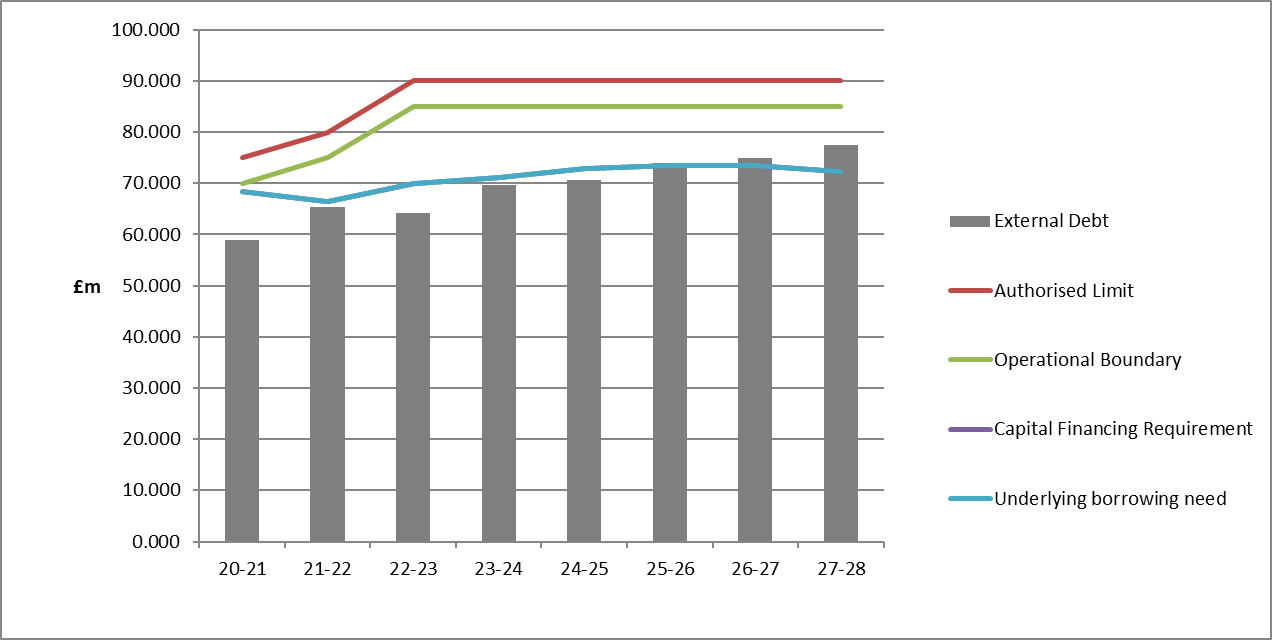 100.000
90.000
80.000
70.000
60.000
50.000
40.000
30.000
20.000
10.000
0.000
£m
20-21 21-22 22-23 23-24 24-25 25-26 26-27 27-28
External Debt
Authorised Limit
Operational Boundary
Capital Financing Requirement
Underlying borrowing need